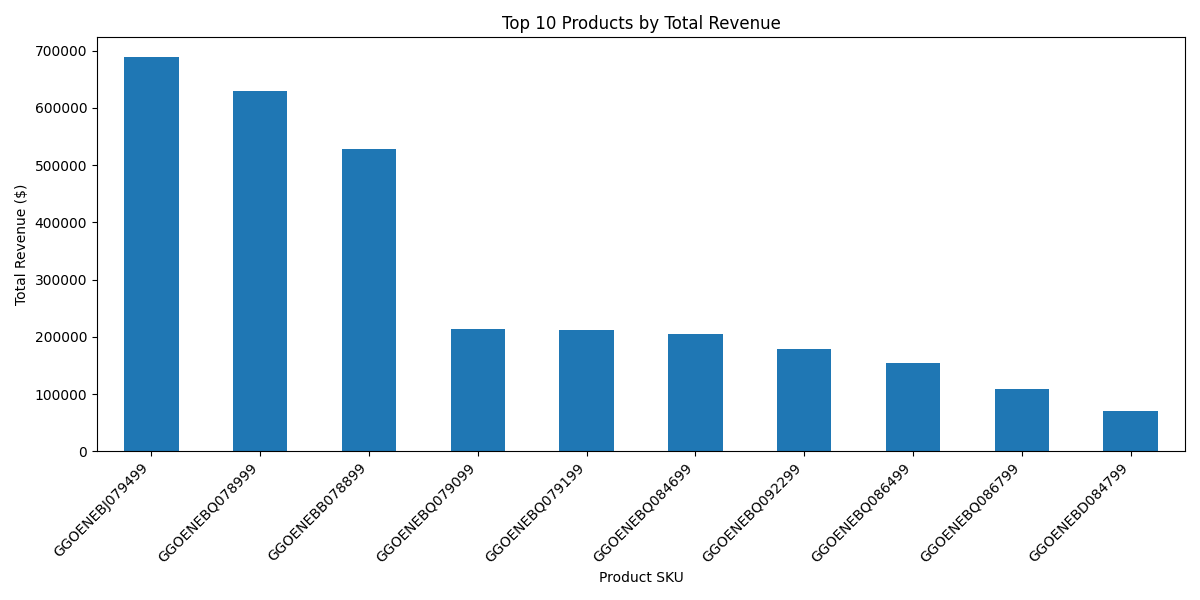 Top 10 Products by Total Revenue
Total Revenue ($)
700000
600000
500000
400000
300000
200000
100000
0
GGOENEBJ079499
GGOENEBQ078999
GGOENEBB078899
GGOENEBQ079099
GGOENEBQ079199
GGOENEBQ084699
GGOENEBQ092299
GGOENEBQ086499
GGOENEBQ086799
GGOENEBD084799
Product SKU